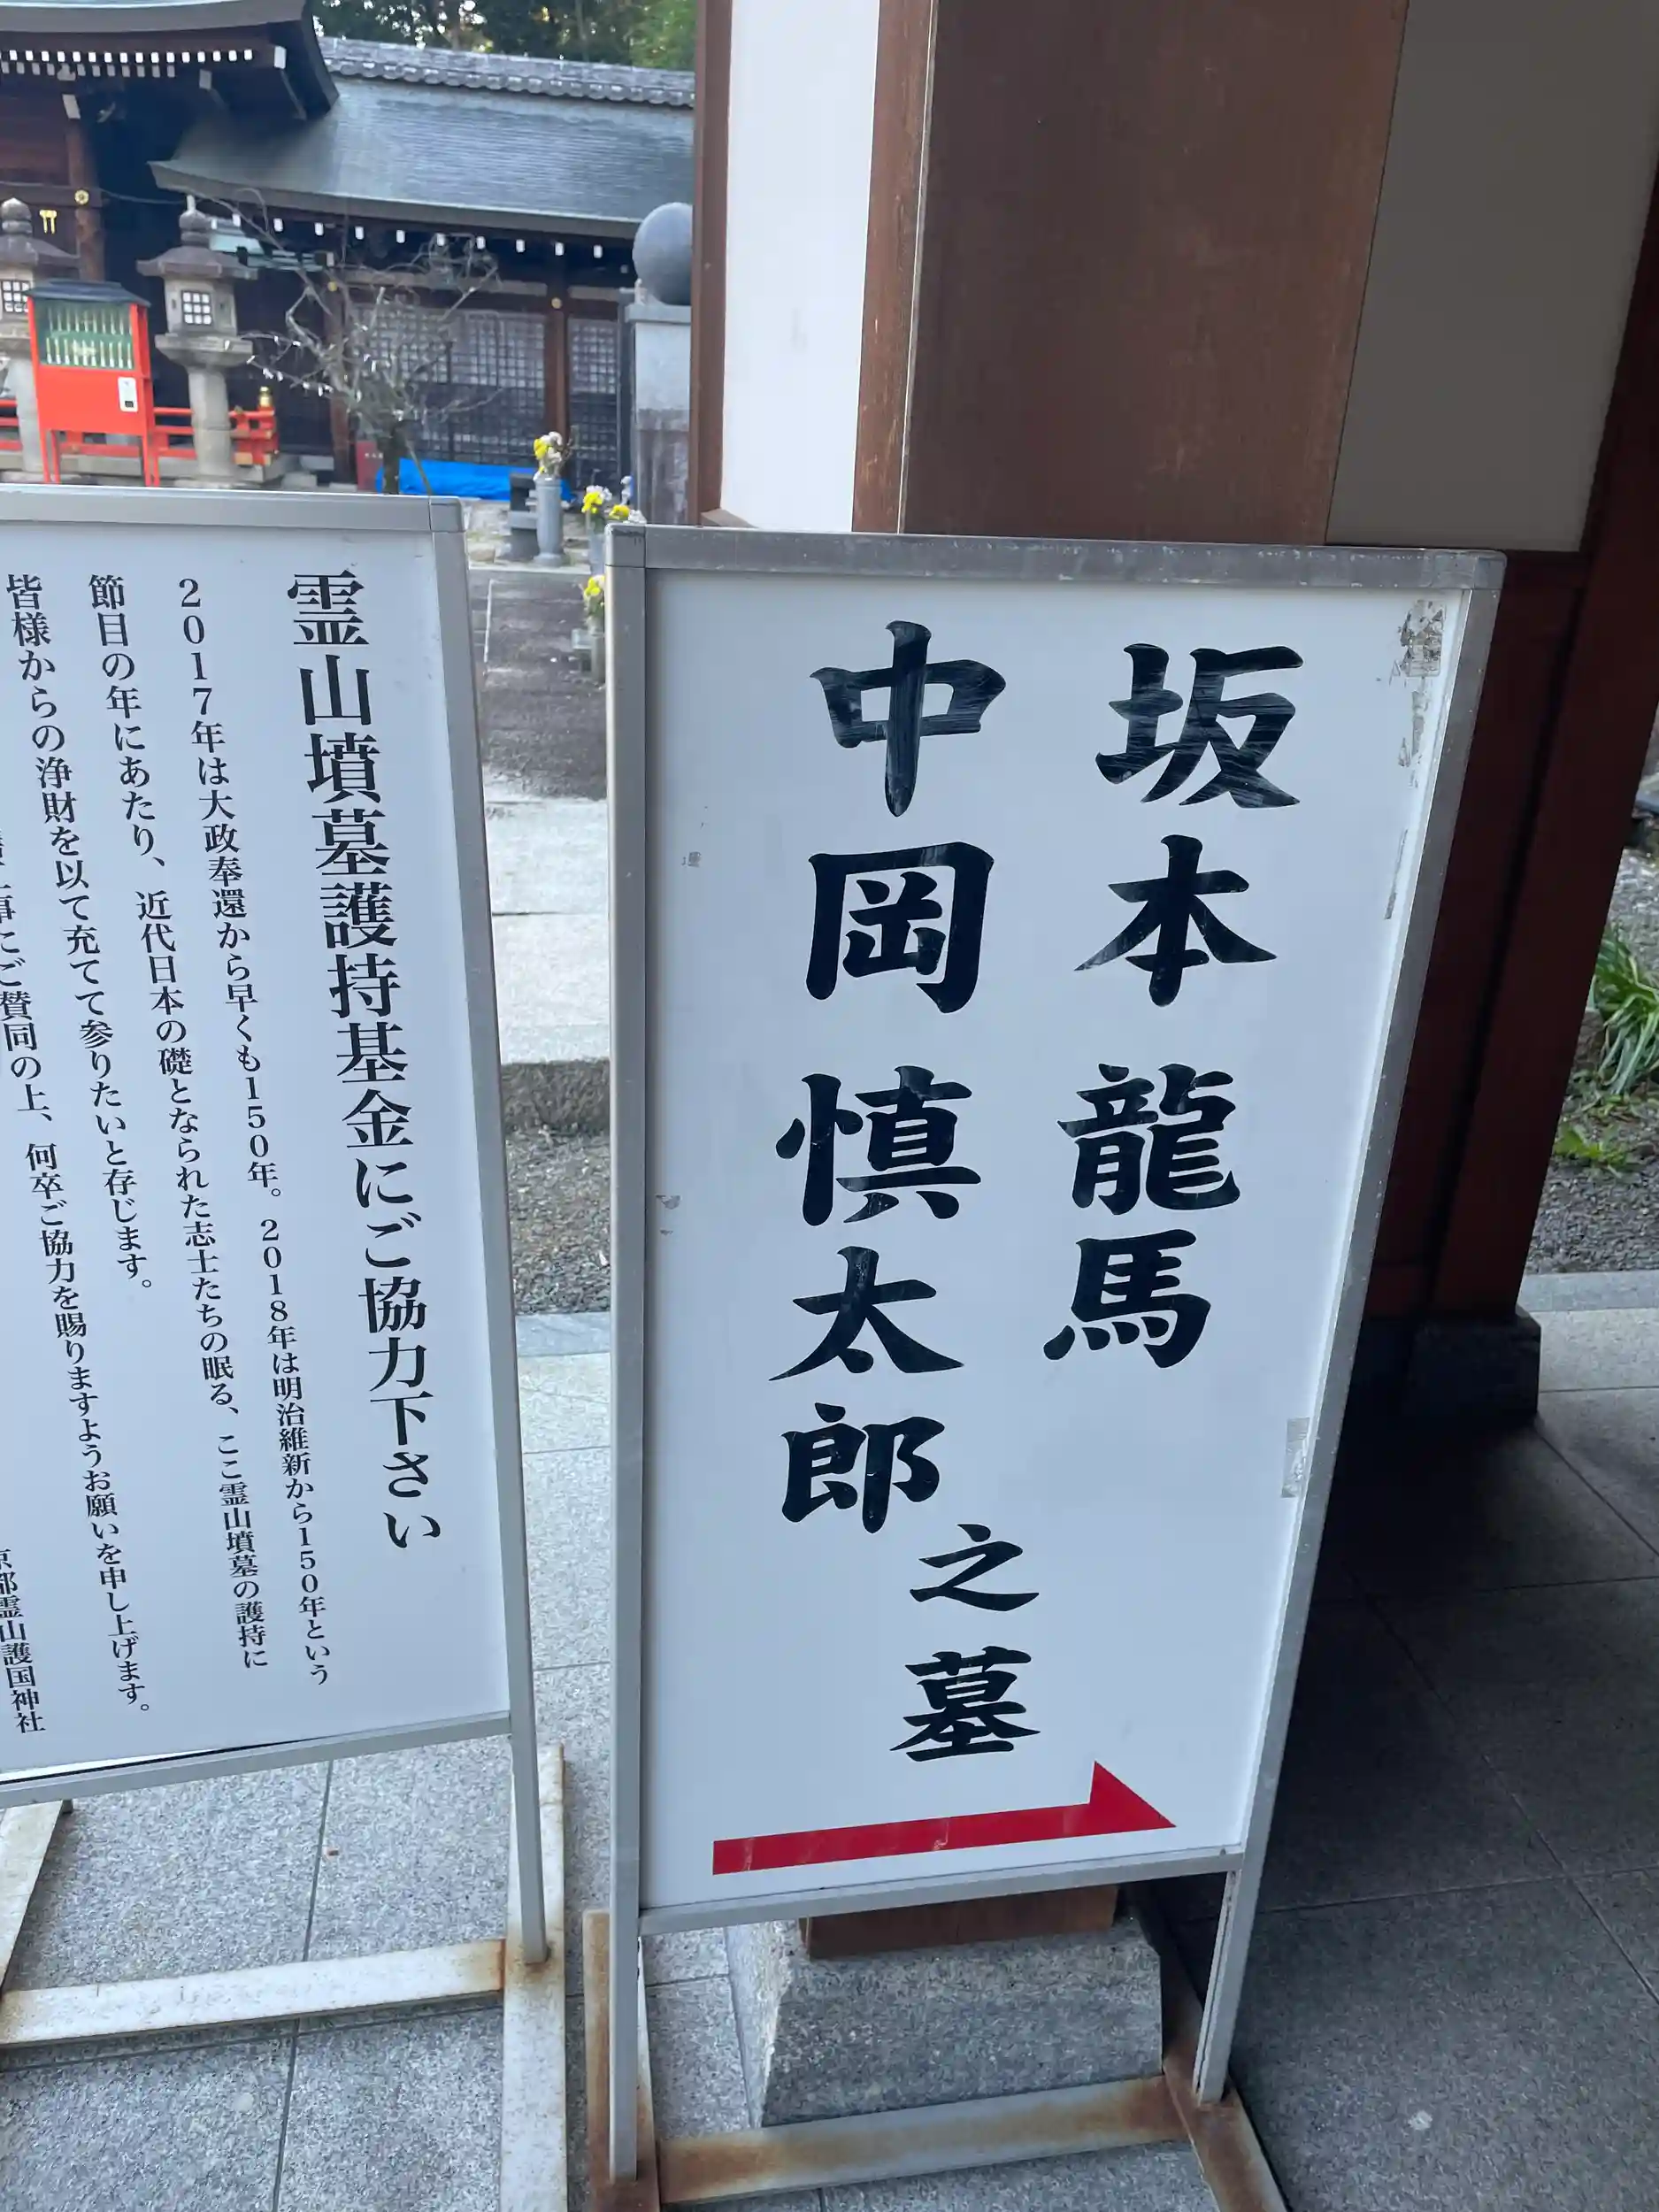 坂本龍馬
中岡慎太郎
之墓
霊山墳墓護持基金にご協力下さい
2017年は大政奉還から早くも150年。2018年は明治維新から150年という
節目の年にあたり、近代日本の礎となられた志士たちの眠る、ここ霊山墳墓の護持に
皆様からの浄財を以て充てて参りたいと存じます。
事にご賛同の上、何卒ご協力を賜りますようお願いを申し上げます。
京都霊山護国神社